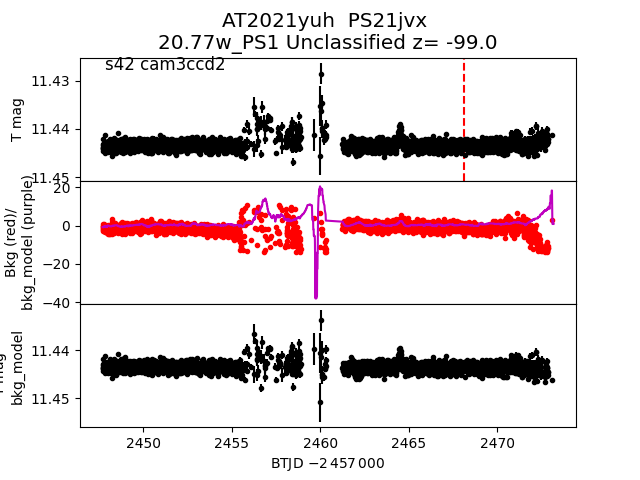 AT2021yuh  PS21jvx
20.77w_PS1 Unclassified z= -99.0
s42 cam3ccd2
11.43
11.44
11.45
T mag
20
0
−20
−40
Bkg (red)/
bkg_model (purple)
11.44
11.45
mag
bkg_model
2450
2455
2460
2465
2470
BTJD −2 457 000